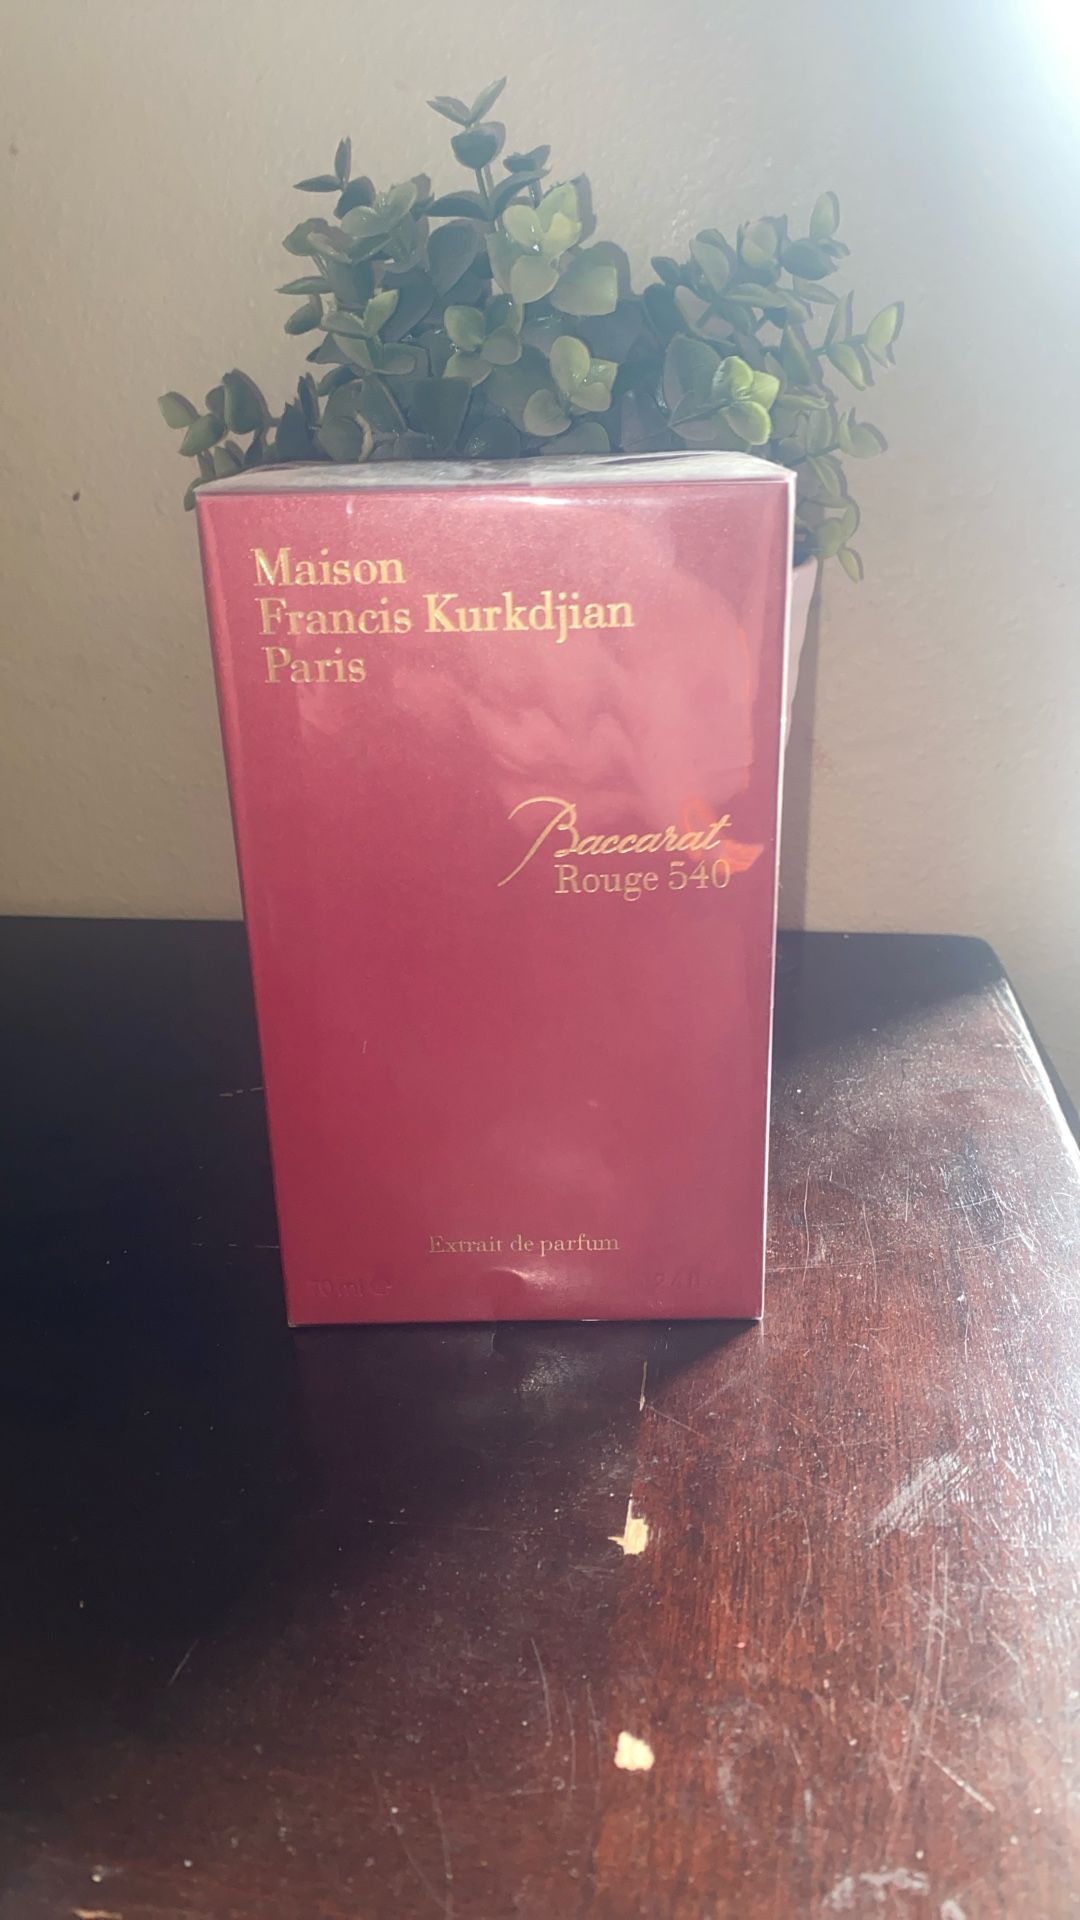 Maison
Francis Kurkdjian
Paris
Baccarat
Rouge 540
Extrait de parfum